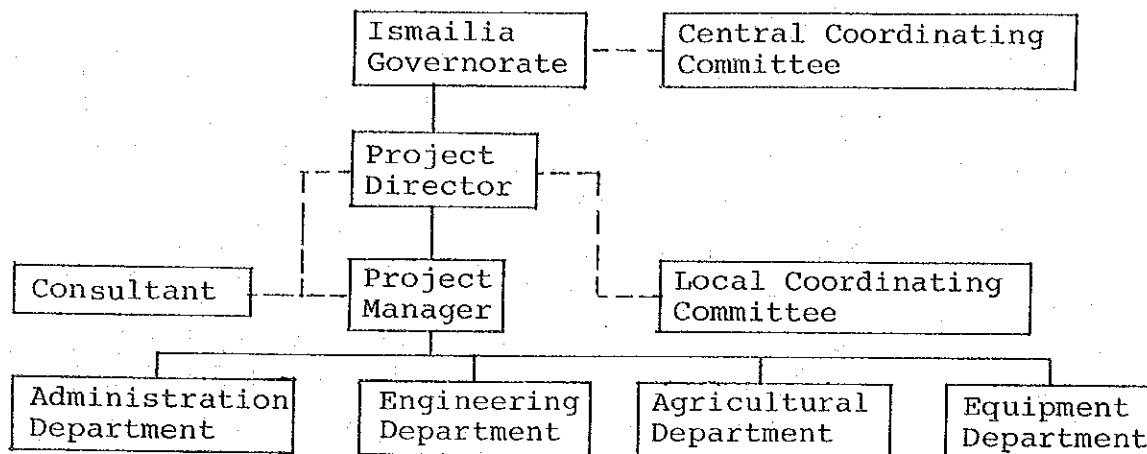 Ismailia
Governorate
Central Coordinating
Committee
Project
Director
Consultant
Project
Manager
Local Coordinating
Committee
Administration
Department
Engineering
Department
Agricultural
Department
Equipment
Department